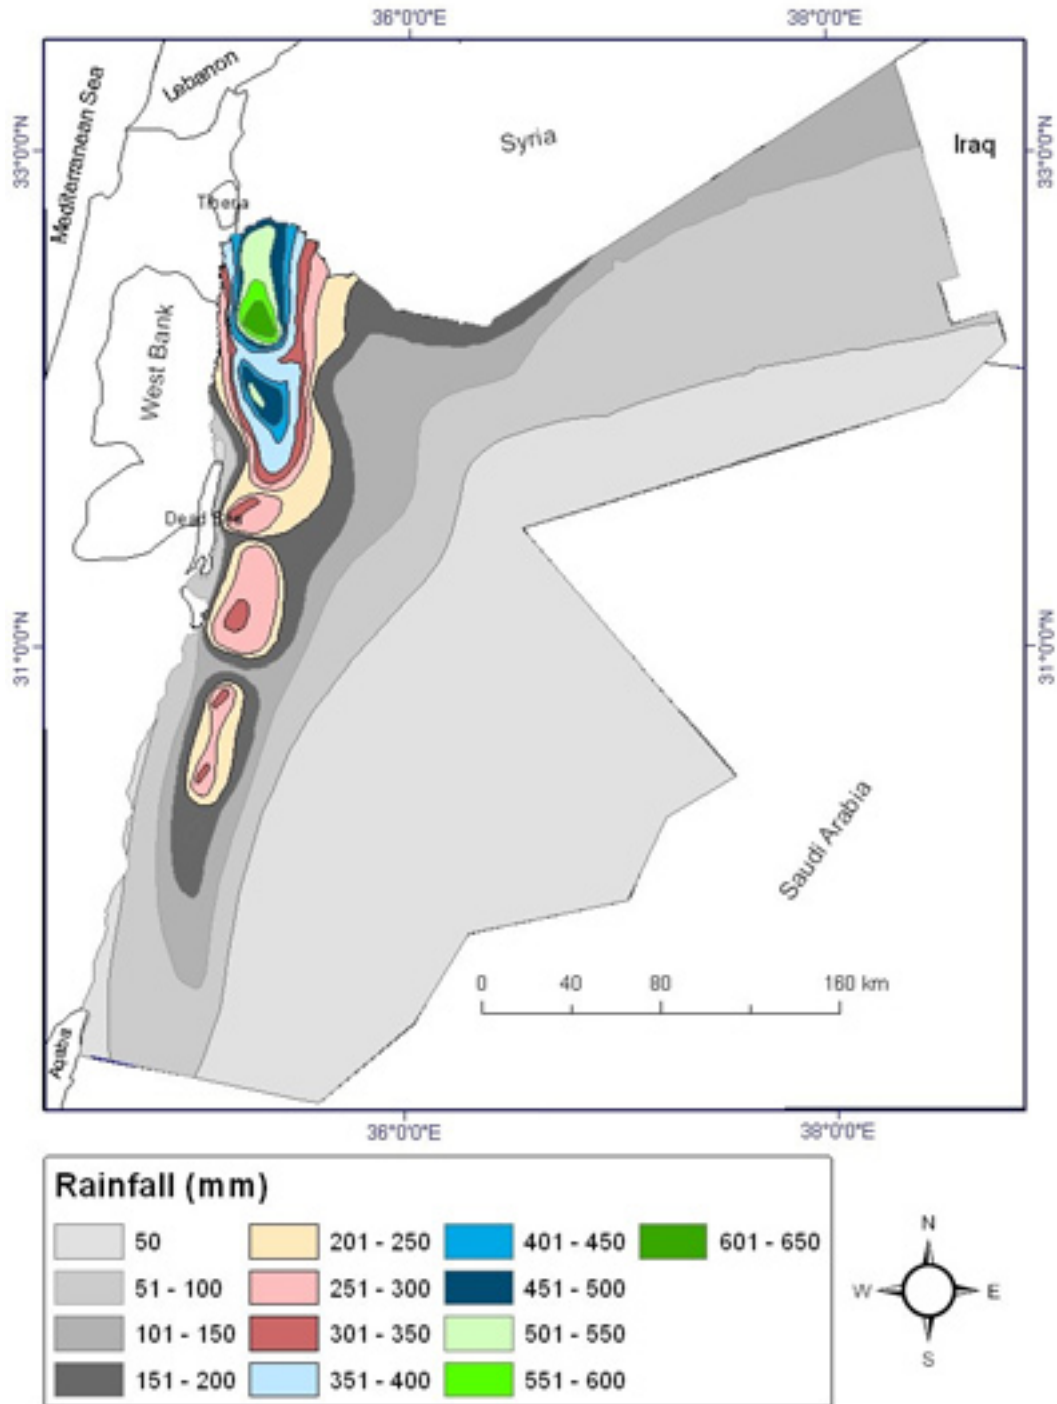 36°0'0"E 38°0'0"E
Mediterranean Sea
Lebanon
Syria
Iraq
33°0'0"N 33°0'0"N
Tiberia
West Bank
Dead Sea
31°0'0"N 31°0'0"N
Saudi Arabia
0 40 80 160 km
Aqaba
36°0'0"E 38°0'0"E
Rainfall (mm)
50 201 - 250 401 - 450 601 - 650
51 - 100 251 - 300 451 - 500
101 - 150 301 - 350 501 - 550
151 - 200 351 - 400 551 - 600
N
W E
S